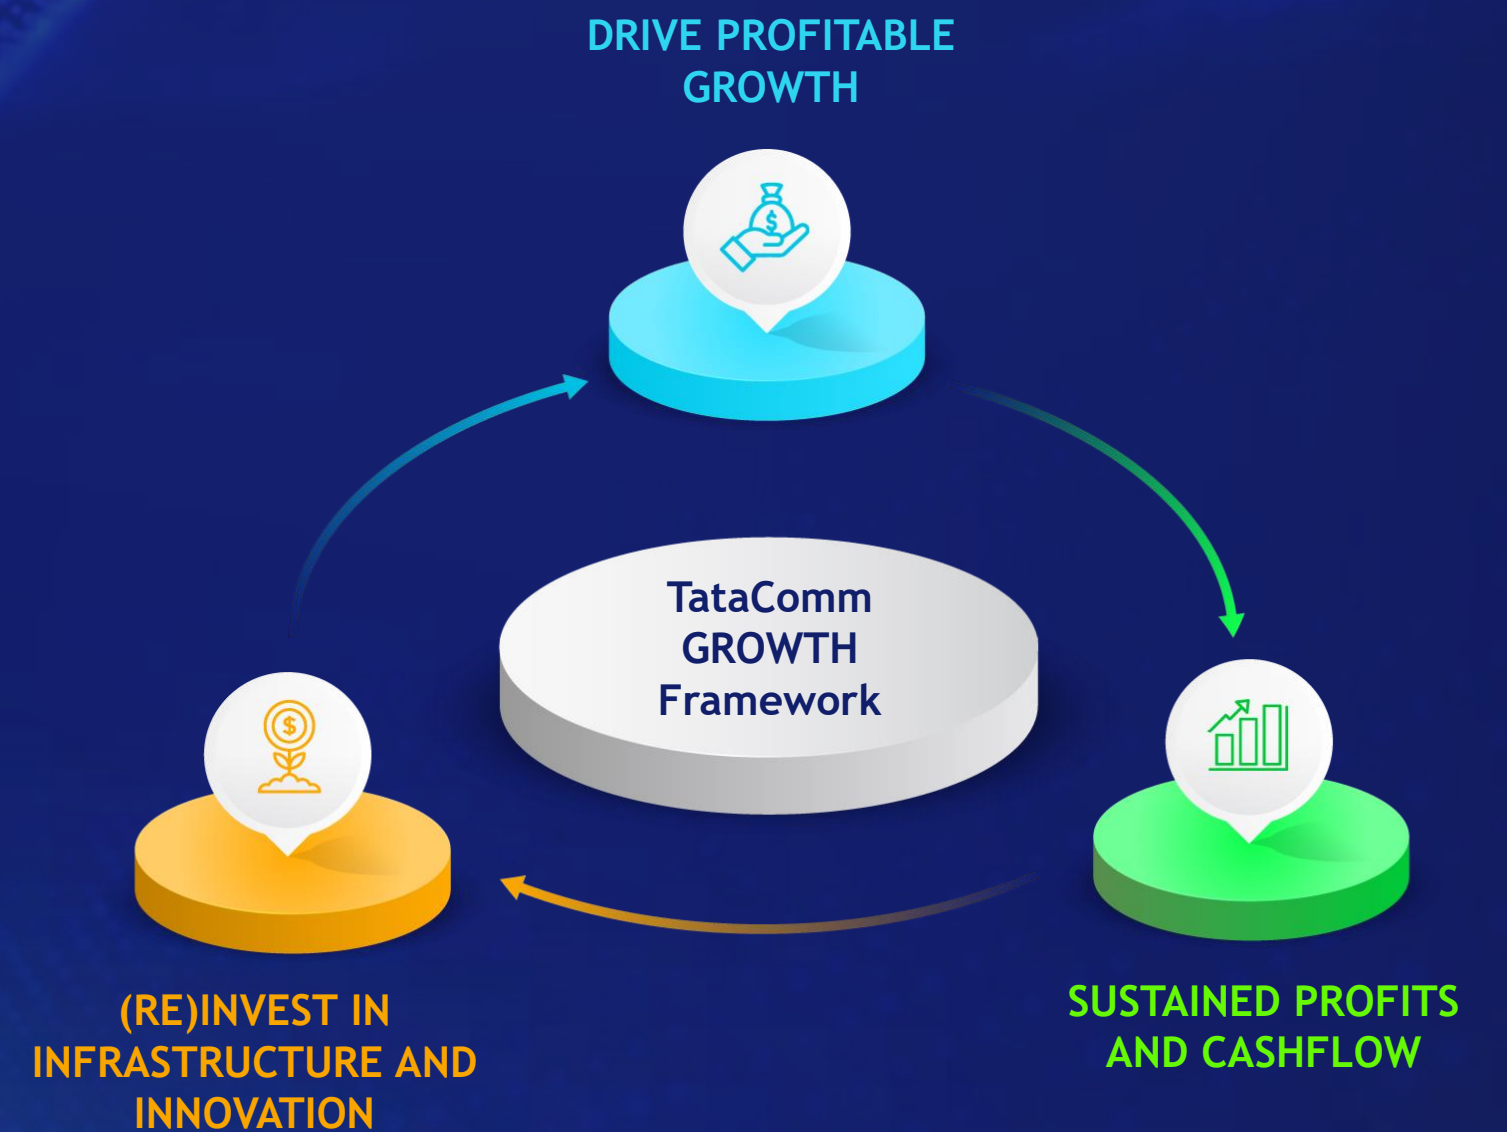 DRIVE PROFITABLE
GROWTH
$
TataComm
GROWTH
Framework
$
(RE)INVEST IN
INFRASTRUCTURE AND
INNOVATION
SUSTAINED PROFITS
AND CASHFLOW